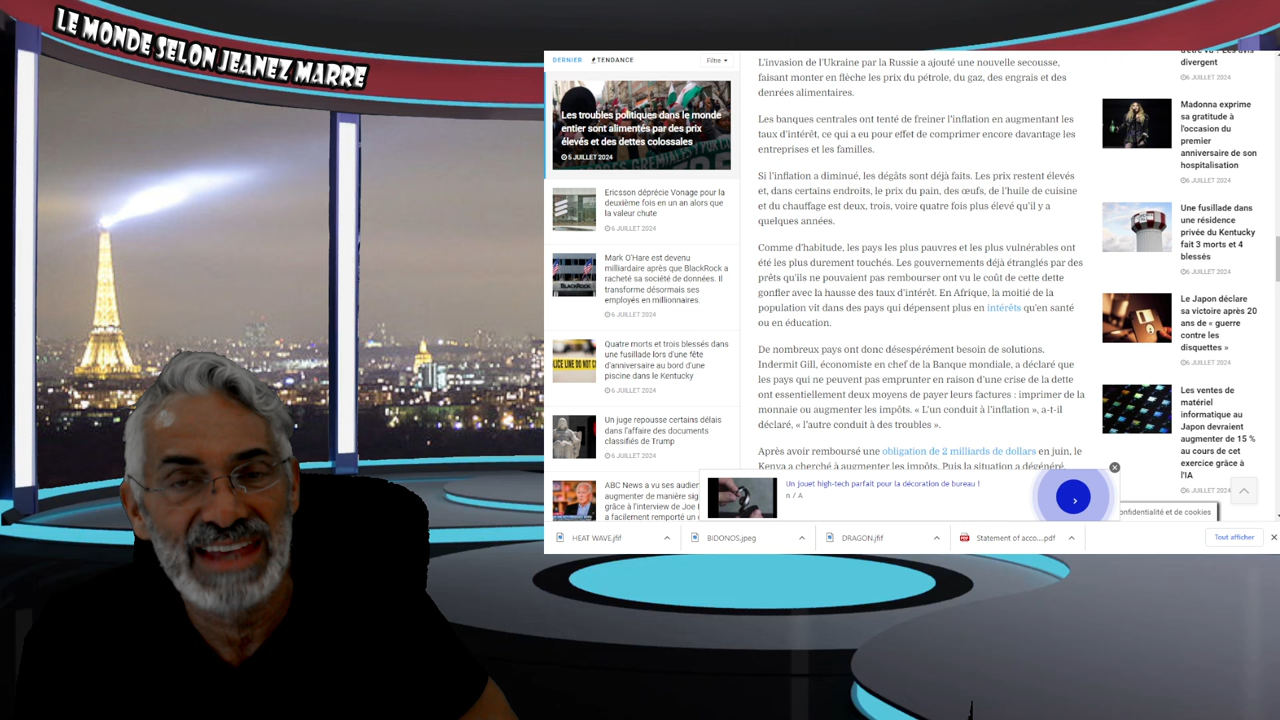 LE MONDE SELON JEANEZ MARRE
DERNIER
TENDANCE
Filtre
Les troubles politiques dans le monde
entier sont alimentés par des prix
élevés et des dettes colossales
5 JUILLET 2024
Ericsson déprécie Vonage pour la
deuxième fois en un an alors que
la valeur chute
6 JUILLET 2024
Mark O'Hare est devenu
milliardaire après que BlackRock a
racheté sa société de données. Il
transforme désormais ses
employés en millionnaires.
6 JUILLET 2024
BLACKROCK
Quatre morts et trois blessés dans
une fusillade lors d'une fête
d'anniversaire au bord d'une
piscine dans le Kentucky
6 JUILLET 2024
LICE LINE DO NOT C
Un juge repousse certains délais
dans l'affaire des documents
classifiés de Trump
6 JUILLET 2024
ABC News a vu ses audien
augmenter de manière sig
grâce à l'interview de Joe B
a facilement remporté un
L'invasion de l'Ukraine par la Russie a ajouté une nouvelle secousse,
faisant monter en flèche les prix du pétrole, du gaz, des engrais et des
denrées alimentaires.
Les banques centrales ont tenté de freiner l'inflation en augmentant les
taux d'intérêt, ce qui a eu pour effet de comprimer encore davantage les
entreprises et les familles.
Si l'inflation a diminué, les dégâts sont déjà faits. Les prix restent élevés
et, dans certains endroits, le prix du pain, des œufs, de l'huile de cuisine
et du chauffage est deux, trois, voire quatre fois plus élevé qu'il y a
quelques années.
Comme d'habitude, les pays les plus pauvres et les plus vulnérables ont
été les plus durement touchés. Les gouvernements déjà étranglés par des
prêts qu'ils ne pouvaient pas rembourser ont vu le coût de cette dette
gonfler avec la hausse des taux d'intérêt. En Afrique, la moitié de la
population vit dans des pays qui dépensent plus en intérêts qu'en santé
ou en éducation.
De nombreux pays ont donc désespérément besoin de solutions.
Indermit Gill, économiste en chef de la Banque mondiale, a déclaré que
les pays qui ne peuvent pas emprunter en raison d'une crise de la dette
ont essentiellement deux moyens de payer leurs factures : imprimer de la
monnaie ou augmenter les impôts. « L'un conduit à l'inflation », a-t-il
déclaré, « l'autre conduit à des troubles ».
Après avoir remboursé une obligation de 2 milliards de dollars en juin, le
Kenya a cherché à augmenter les impôts. Puis la situation a dégénéré.
divergent
6 JUILLET 2024
Madonna exprime
sa gratitude à
l'occasion du
premier
anniversaire de son
hospitalisation
6 JUILLET 2024
Une fusillade dans
une résidence
privée du Kentucky
fait 3 morts et 4
blessés
6 JUILLET 2024
Le Japon déclare
sa victoire après 20
ans de « guerre
contre les
disquettes »
6 JUILLET 2024
Les ventes de
matériel
informatique au
Japon devraient
augmenter de 15 %
au cours de cet
exercice grâce à
l'IA
6 JUILLET 2024
Un jouet high-tech parfait pour la décoration de bureau !
n / A
onfidentialité et de cookies
HEAT WAVE.jfif
BIDONOS.jpeg
DRAGON.jfif
Statement of acco....pdf
Tout afficher